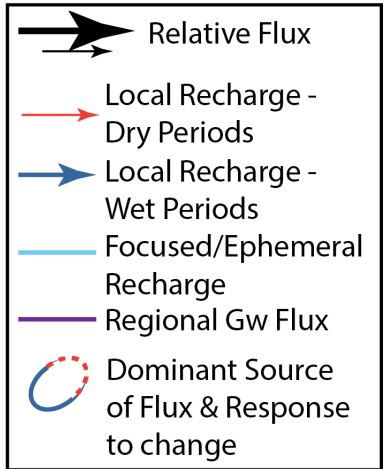 Relative Flux
Local Recharge -
Dry Periods
Local Recharge -
Wet Periods
Focused/Ephemeral
Recharge
Regional Gw Flux
Dominant Source
of Flux & Response
to change